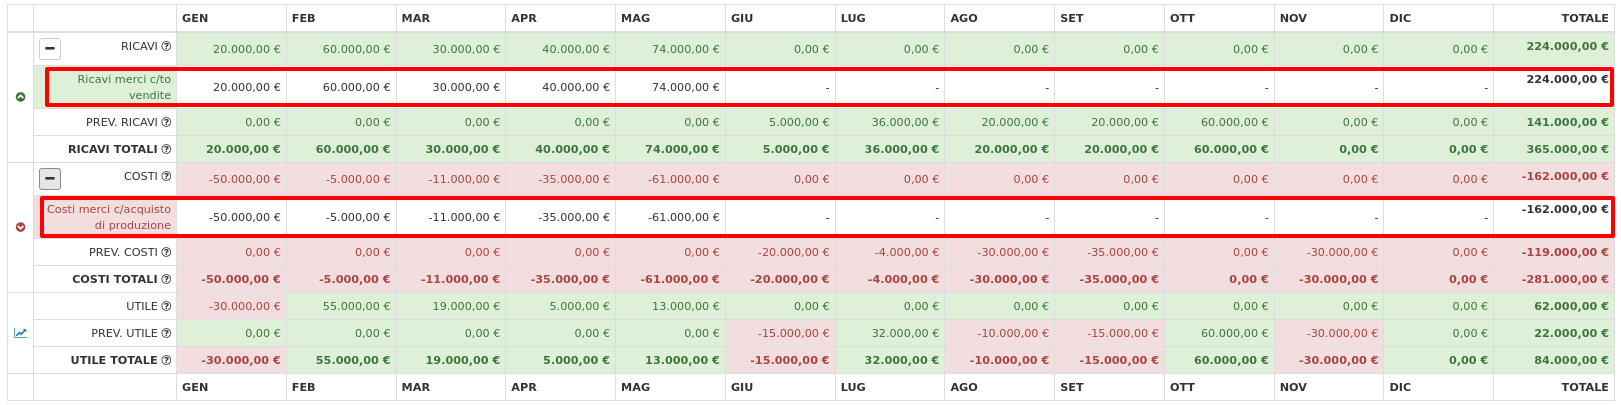 GEN FEB MAR APR MAG GIU LUG AGO SET OTT NOV DIC TOTALE
RICAVI 20.000,00 € 60.000,00 € 30.000,00 € 40.000,00 € 74.000,00 € 0,00 € 0,00 € 0,00 € 0,00 € 0,00 € 0,00 € 0,00 € 224.000,00 €
Ricavi merci c/to
vendite 20.000,00 € 60.000,00 € 30.000,00 € 40.000,00 € 74.000,00 € - - - - - - - 224.000,00 €
PREV. RICAVI 0,00 € 0,00 € 0,00 € 0,00 € 0,00 € 5.000,00 € 36.000,00 € 20.000,00 € 20.000,00 € 60.000,00 € 0,00 € 0,00 € 141.000,00 €
RICAVI TOTALI 20.000,00 € 60.000,00 € 30.000,00 € 40.000,00 € 74.000,00 € 5.000,00 € 36.000,00 € 20.000,00 € 20.000,00 € 60.000,00 € 0,00 € 0,00 € 365.000,00 €
COSTI -50.000,00 € -5.000,00 € -11.000,00 € -35.000,00 € -61.000,00 € 0,00 € 0,00 € 0,00 € 0,00 € 0,00 € 0,00 € 0,00 € -162.000,00 €
Costi merci c/acquisto
di produzione -50.000,00 € -5.000,00 € -11.000,00 € -35.000,00 € -61.000,00 € - - - - - - - -162.000,00 €
PREV. COSTI 0,00 € 0,00 € 0,00 € 0,00 € 0,00 € -20.000,00 € -4.000,00 € -30.000,00 € -35.000,00 € 0,00 € -30.000,00 € 0,00 € -119.000,00 €
COSTI TOTALI -50.000,00 € -5.000,00 € -11.000,00 € -35.000,00 € -61.000,00 € -20.000,00 € -4.000,00 € -30.000,00 € -35.000,00 € 0,00 € -30.000,00 € 0,00 € -281.000,00 €
UTILE -30.000,00 € 55.000,00 € 19.000,00 € 5.000,00 € 13.000,00 € 0,00 € 0,00 € 0,00 € 0,00 € 0,00 € 0,00 € 0,00 € 62.000,00 €
PREV. UTILE 0,00 € 0,00 € 0,00 € 0,00 € 0,00 € -15.000,00 € 32.000,00 € -10.000,00 € -15.000,00 € 60.000,00 € -30.000,00 € 0,00 € 22.000,00 €
UTILE TOTALE -30.000,00 € 55.000,00 € 19.000,00 € 5.000,00 € 13.000,00 € -15.000,00 € 32.000,00 € -10.000,00 € -15.000,00 € 60.000,00 € -30.000,00 € 0,00 € 84.000,00 €
GEN FEB MAR APR MAG GIU LUG AGO SET OTT NOV DIC TOTALE